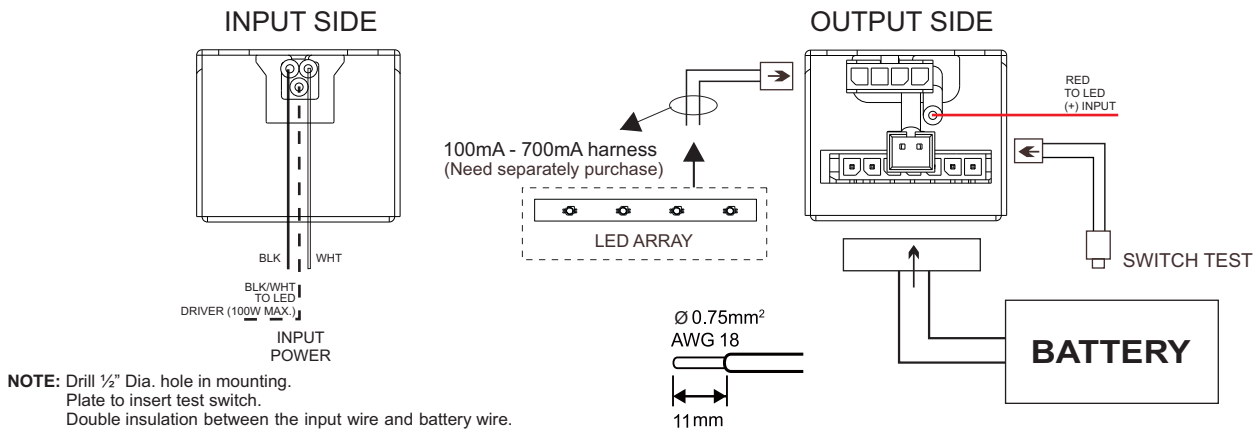 INPUT SIDE
BLK
WHT
BLK/WHT
TO LED
DRIVER (100W MAX.)
INPUT
POWER
NOTE: Drill ½” Dia. hole in mounting.
Plate to insert test switch.
Double insulation between the input wire and battery wire.
OUTPUT SIDE
100mA - 700mA harness
(Need separately purchase)
LED ARRAY
RED
TO LED
(+) INPUT
SWITCH TEST
BATTERY
Ø 0.75mm²
AWG 18
11mm